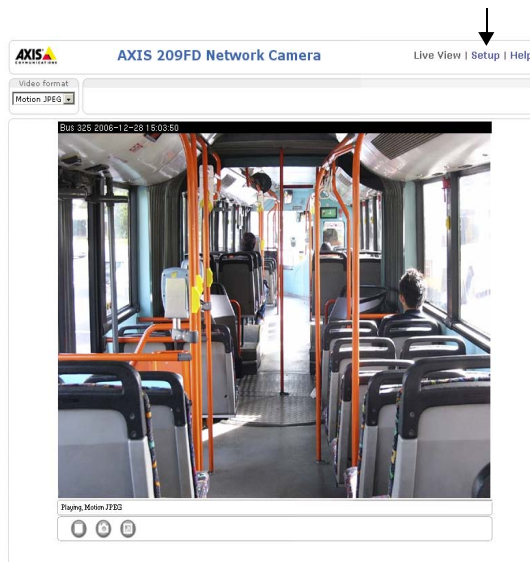 AXIS
COMMUNICATIONS
AXIS 209FD Network Camera
Live View | Setup | Help
Video format
Motion JPEG
Bus 325 2006-12-28 15:03:50
Playing, Motion JPEG